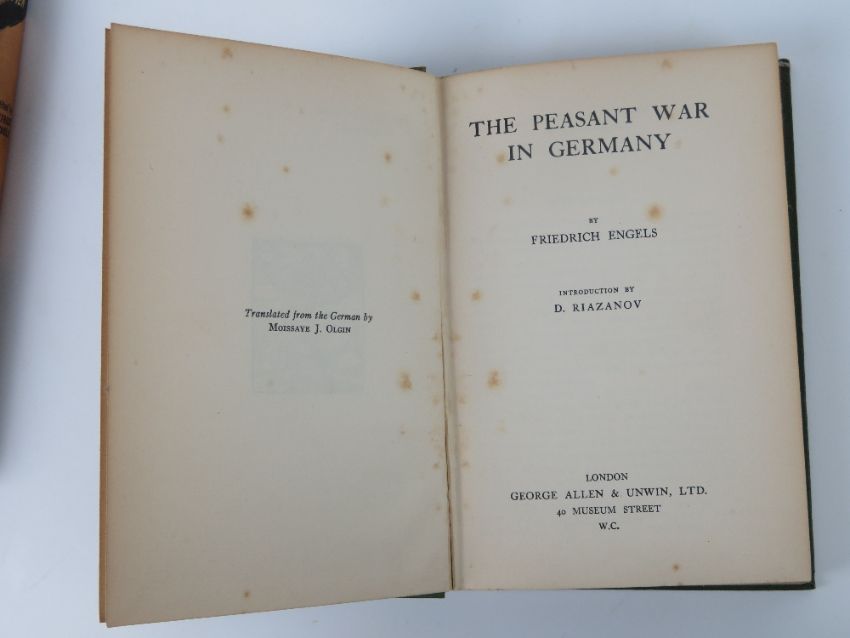 Translated from the German by
MOISSAYE J. OLGIN
THE PEASANT WAR
IN GERMANY
BY
FRIEDRICH ENGELS
INTRODUCTION BY
D. RIAZANOV
LONDON
GEORGE ALLEN & UNWIN, LTD.
40 MUSEUM STREET
W.C.